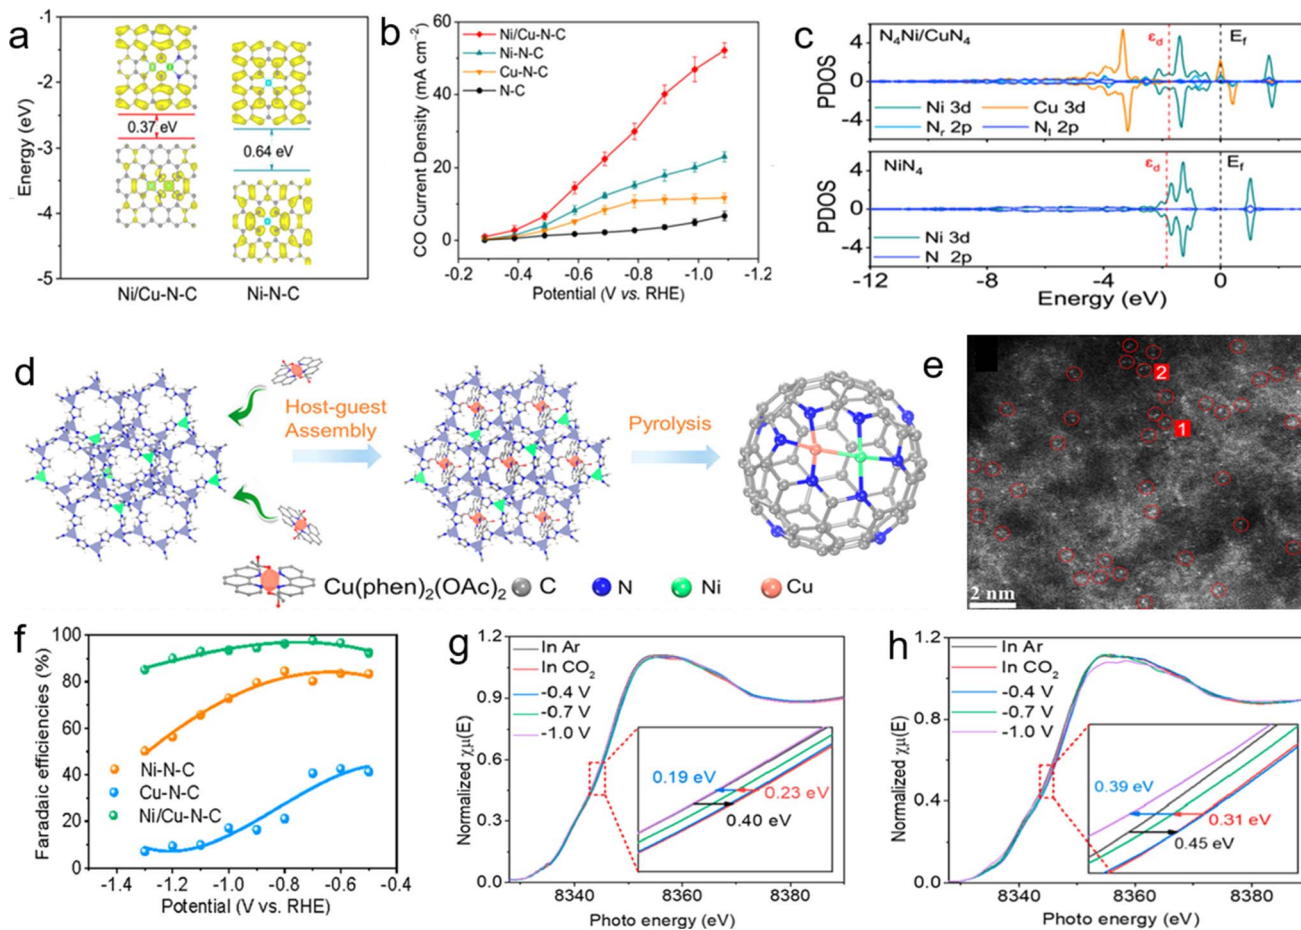 a
-1
-2
-3
-4
-5
Energy (eV)
0.37 eV
0.64 eV
Ni/Cu-N-C
Ni-N-C
b
60
40
20
0
CO Current Density (mA cm⁻²)
Ni/Cu-N-C
Ni-N-C
Cu-N-C
N-C
-0.2
-0.4
-0.6
-0.8
-1.0
-1.2
Potential (V vs. RHE)
c
N₄Ni/CuN₄
εd
Ef
4
0
-4
PDOS
Ni 3d
Cu 3d
Nr 2p
Nl 2p
NiN₄
εd
Ef
4
0
-4
PDOS
Ni 3d
N 2p
-12
-8
-4
0
Energy (eV)
d
Host-guest
Assembly
Pyrolysis
Cu(phen)₂(OAc)₂
C
N
Ni
Cu
e
2
1
2 nm
f
100
80
60
40
20
0
Faradaic efficiencies (%)
Ni-N-C
Cu-N-C
Ni/Cu-N-C
-1.4
-1.2
-1.0
-0.8
-0.6
-0.4
Potential (V vs. RHE)
g
1.2
0.9
0.6
0.3
0.0
Normalized χμ(E)
In Ar
In CO₂
-0.4 V
-0.7 V
-1.0 V
0.19 eV
0.23 eV
0.40 eV
8340
8360
8380
Photo energy (eV)
h
1.2
0.8
0.4
0.0
Normalized χμ(E)
In Ar
In CO₂
-0.4 V
-0.7 V
-1.0 V
0.39 eV
0.31 eV
0.45 eV
8340
8360
8380
Photo energy (eV)